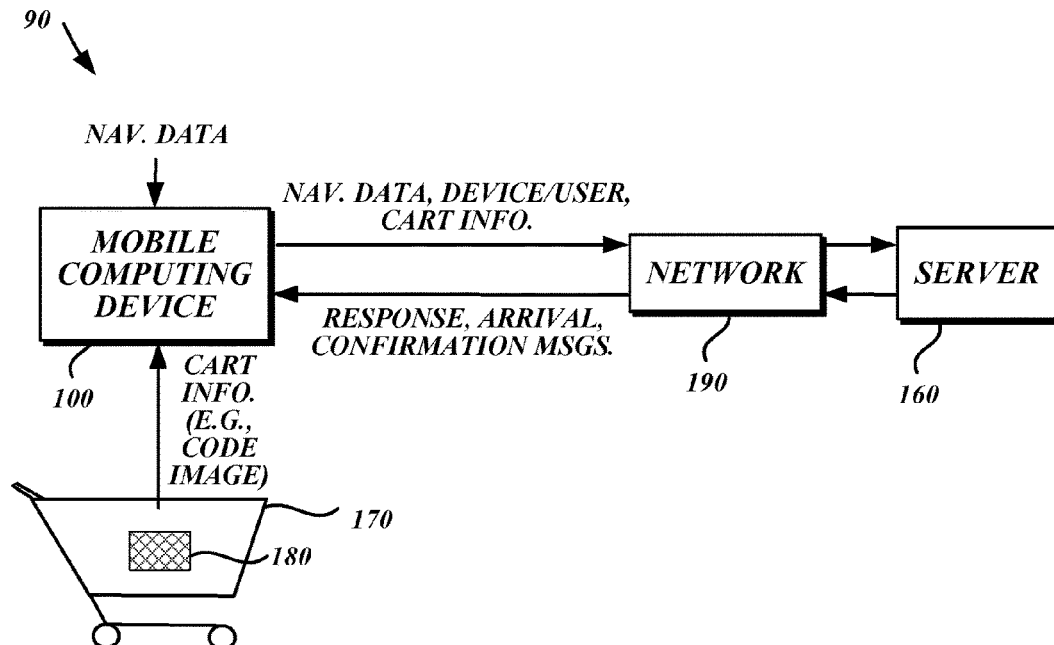 90
NAV. DATA
NAV. DATA, DEVICE/USER,
CART INFO.
MOBILE
COMPUTING
DEVICE
NETWORK
SERVER
RESPONSE, ARRIVAL,
CONFIRMATION MSGS.
100
190
160
CART
INFO.
(E.G.,
CODE
IMAGE)
170
180